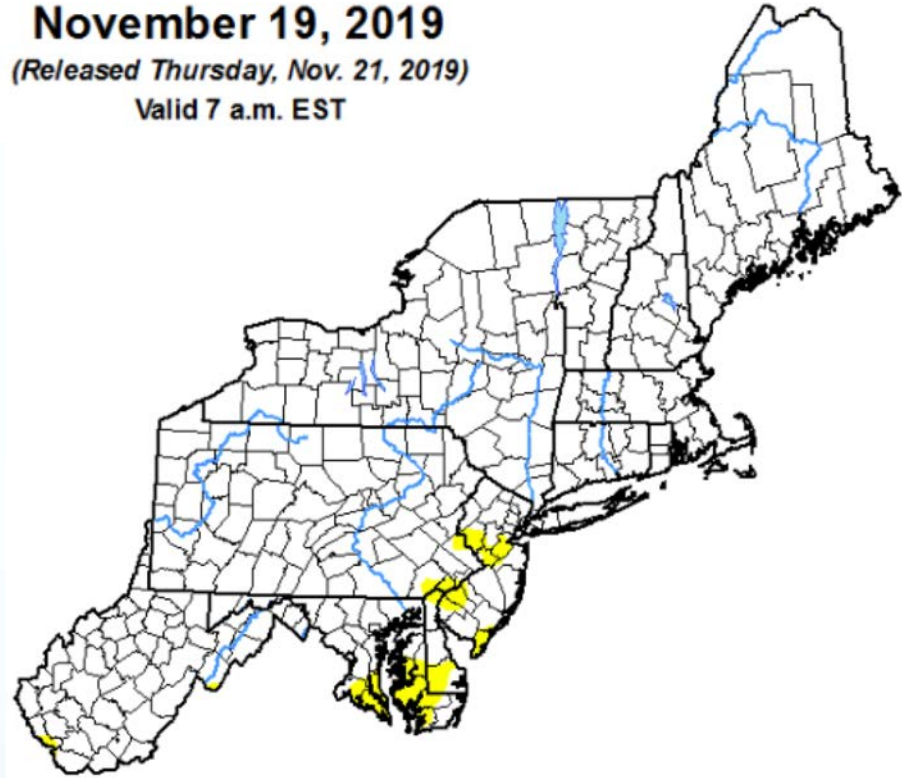 November 19, 2019
(Released Thursday, Nov. 21, 2019)
Valid 7 a.m. EST